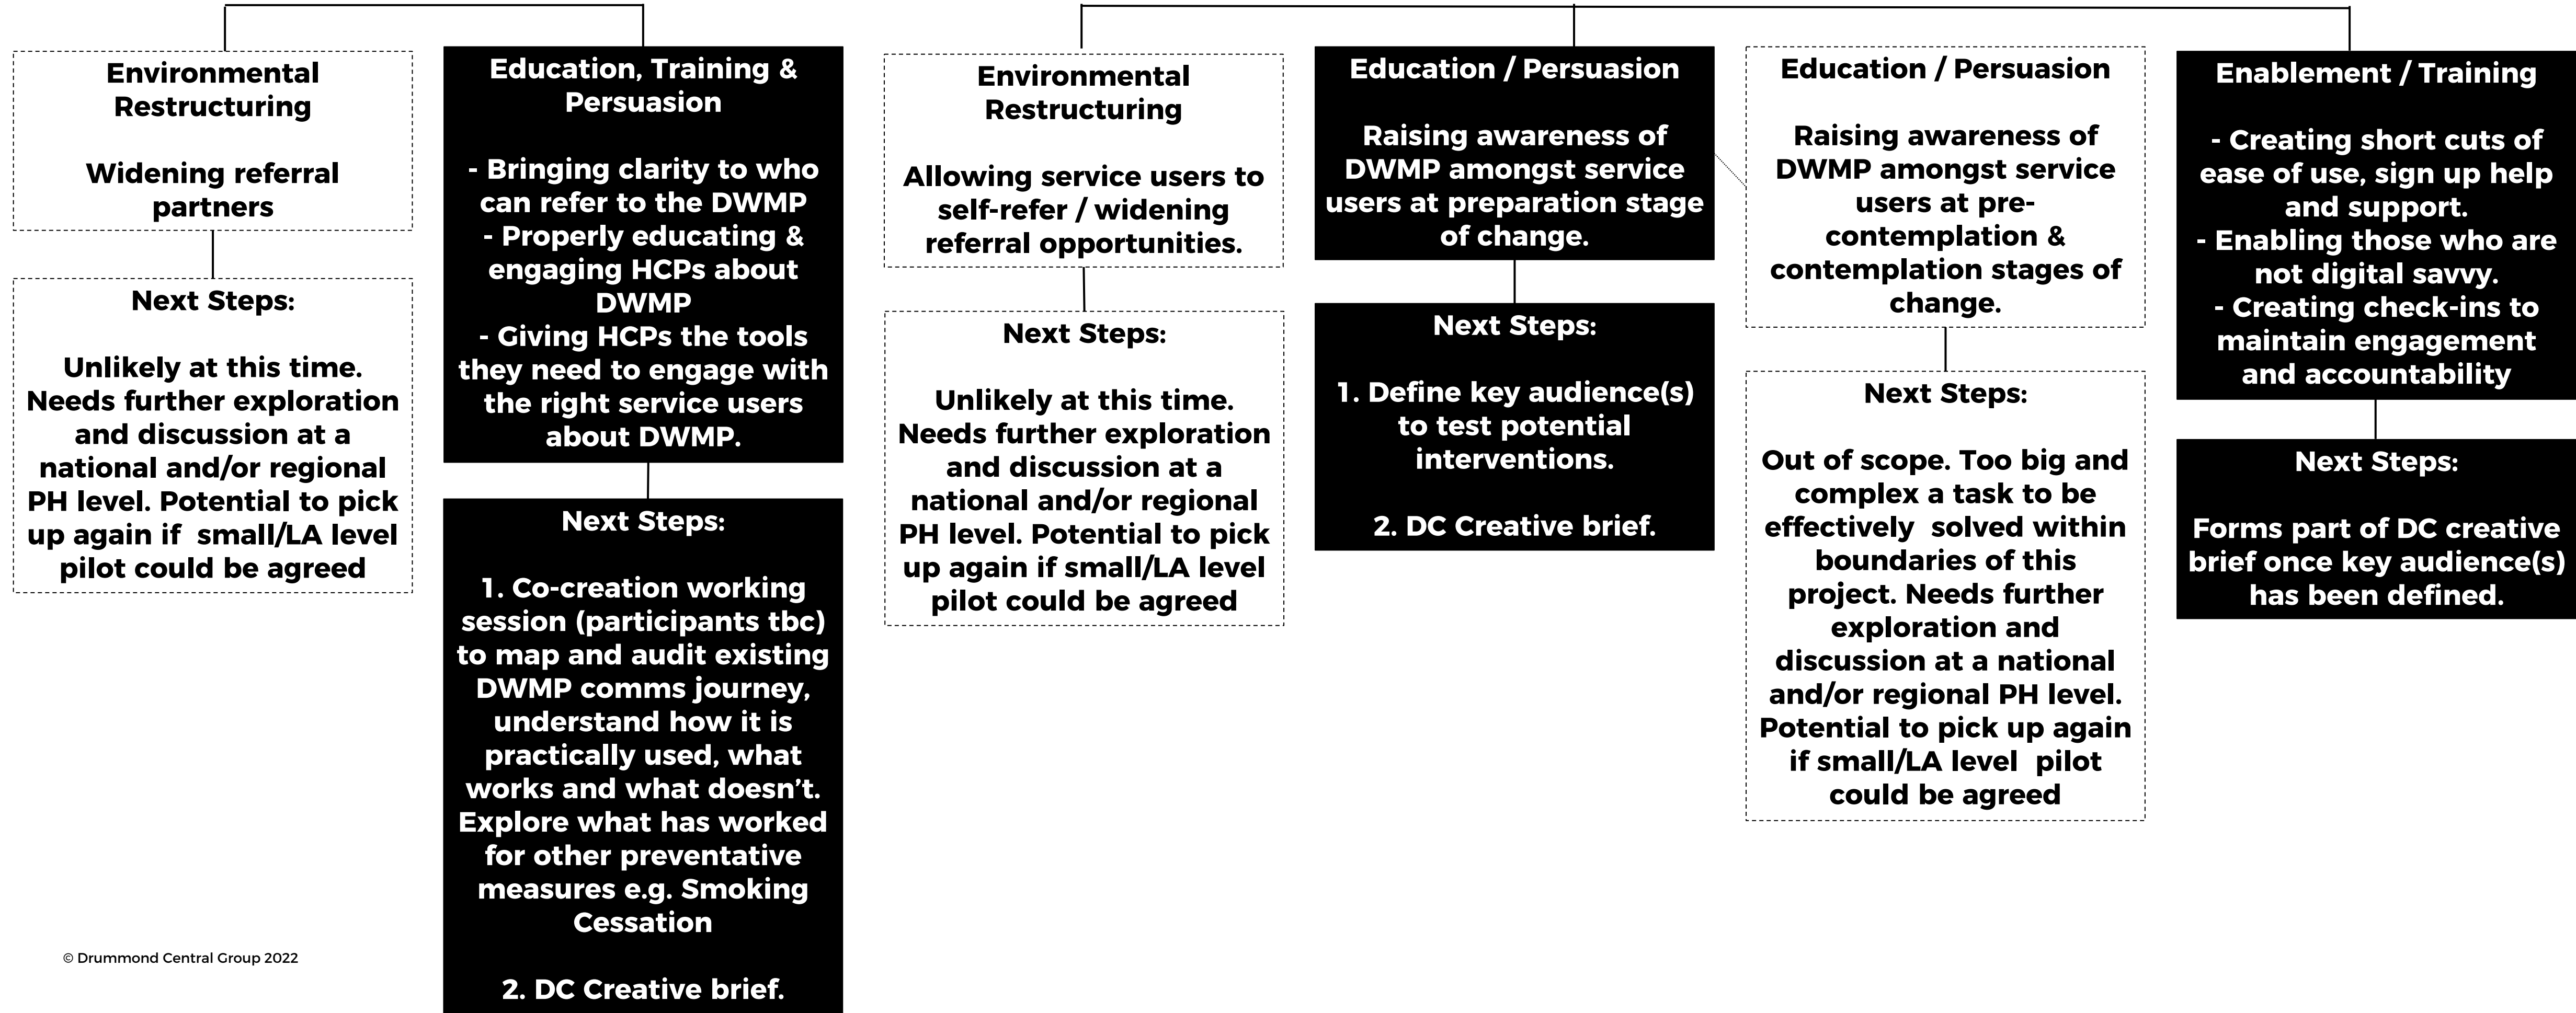 Environmental
Restructuring
Widening referral
partners
Next Steps:
Unlikely at this time.
Needs further exploration
and discussion at a
national and/or regional
PH level. Potential to pick
up again if  small/LA level
pilot could be agreed
Education, Training &
Persuasion
- Bringing clarity to who
can refer to the DWMP
- Properly educating &
engaging HCPs about
DWMP
- Giving HCPs the tools
they need to engage with
the right service users
about DWMP.
Next Steps:
1. Co-creation working
session (participants tbc)
to map and audit existing
DWMP comms journey,
understand how it is
practically used, what
works and what doesn’t.
Explore what has worked
for other preventative
measures e.g. Smoking
Cessation
2. DC Creative brief.
Environmental
Restructuring
Allowing service users to
self-refer / widening
referral opportunities.
Next Steps:
Unlikely at this time.
Needs further exploration
and discussion at a
national and/or regional
PH level. Potential to pick
up again if small/LA level
pilot could be agreed
Education / Persuasion
Raising awareness of
DWMP amongst service
users at preparation stage
of change.
Next Steps:
1. Define key audience(s)
to test potential
interventions.
2. DC Creative brief.
Education / Persuasion
Raising awareness of
DWMP amongst service
users at pre-
contemplation &
contemplation stages of
change.
Next Steps:
Out of scope. Too big and
complex a task to be
effectively  solved within
boundaries of this
project. Needs further
exploration and
discussion at a national
and/or regional PH level.
Potential to pick up again
if small/LA level  pilot
could be agreed
Enablement / Training
- Creating short cuts of
ease of use, sign up help
and support.
- Enabling those who are
not digital savvy.
- Creating check-ins to
maintain engagement
and accountability
Next Steps:
Forms part of DC creative
brief once key audience(s)
has been defined.
© Drummond Central Group 2022